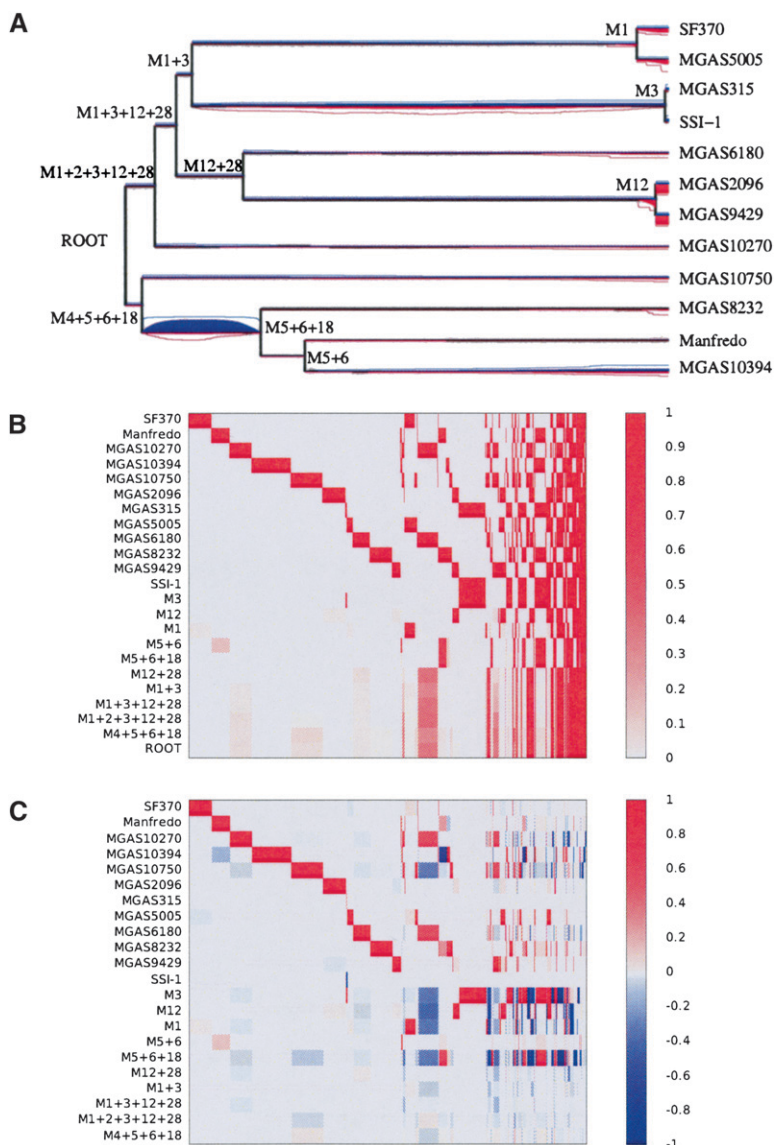 A
M1
SF370
MGAS5005
M1+3
M3
MGAS315
SSI-1
M1+3+12+28
MGAS6180
M12+28
M1+2+3+12+28
M12
MGAS2096
MGAS9429
ROOT
MGAS10270
MGAS10750
M4+5+6+18
MGAS8232
M5+6+18
Manfredo
M5+6
MGAS10394
B
SF370
Manfredo
MGAS10270
MGAS10394
MGAS10750
MGAS2096
MGAS315
MGAS5005
MGAS6180
MGAS8232
MGAS9429
SSI-1
M3
M12
M1
M5+6
M5+6+18
M12+28
M1+3
M1+3+12+28
M1+2+3+12+28
M4+5+6+18
ROOT
1
0.9
0.8
0.7
0.6
0.5
0.4
0.3
0.2
0.1
0
C
SF370
Manfredo
MGAS10270
MGAS10394
MGAS10750
MGAS2096
MGAS315
MGAS5005
MGAS6180
MGAS8232
MGAS9429
SSI-1
M3
M12
M1
M5+6
M5+6+18
M12+28
M1+3
M1+3+12+28
M1+2+3+12+28
M4+5+6+18
1
0.8
0.6
0.4
0.2
0
-0.2
-0.4
-0.6
-0.8
-1